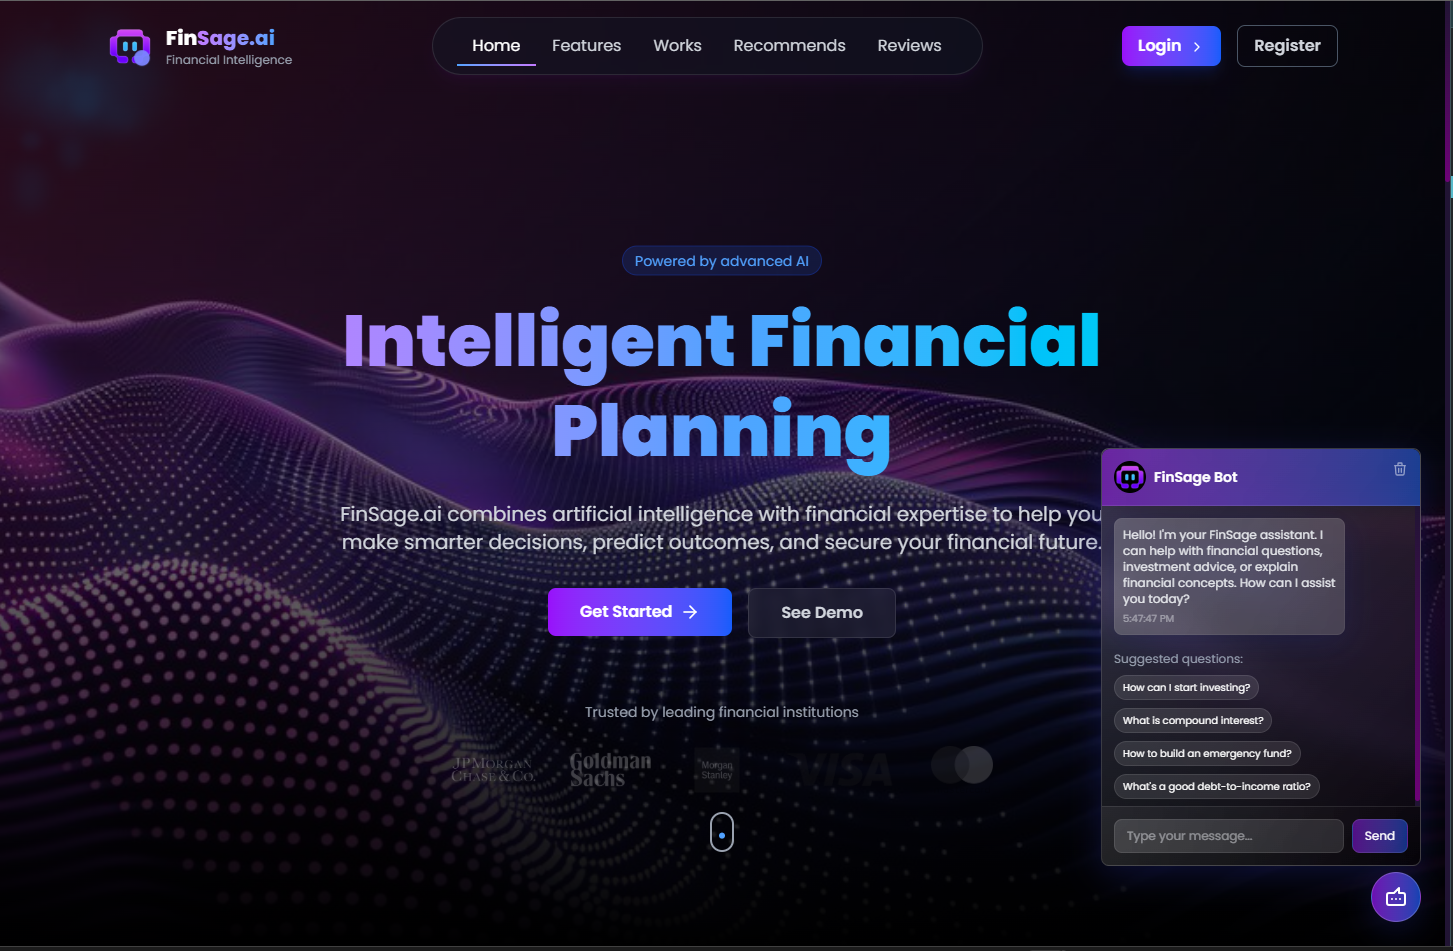 FinSage.ai
Financial Intelligence
Home
Features
Works
Recommends
Reviews
Login
Register
Powered by advanced AI
Intelligent Financial
Planning
FinSage.ai combines artificial intelligence with financial expertise to help you
make smarter decisions, predict outcomes, and secure your financial future.
Get Started
See Demo
Trusted by leading financial institutions
JPMORGAN
CHASE & CO.
Goldman
Sachs
Morgan
Stanley
VISA
FinSage Bot
Hello! I'm your FinSage assistant. I
can help with financial questions,
investment advice, or explain
financial concepts. How can I assist
you today?
5:47:47 PM
Suggested questions:
How can I start investing?
What is compound interest?
How to build an emergency fund?
What's a good debt-to-income ratio?
Type your message...
Send